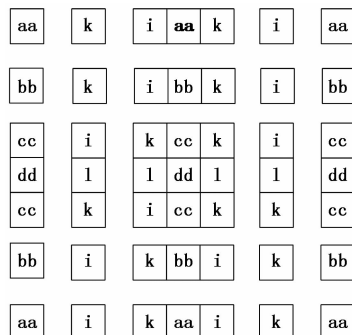 aa k i aa k i aa
bb k i bb k i bb
cc i k cc k i cc
dd l l dd l l dd
cc k i cc k k cc
bb i k bb i k bb
aa i k aa i k aa